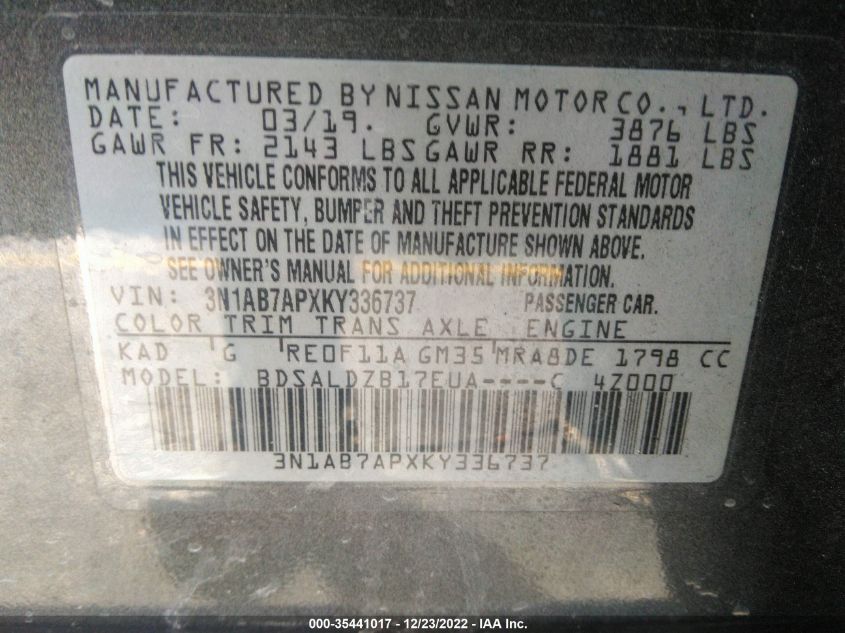 MANUFACTURED BY NISSAN MOTOR CO., LTD.
DATE: 03/19. GVWR: 3876 LBS
GAWR FR: 2143 LBS GAWR RR: 1881 LBS
THIS VEHICLE CONFORMS TO ALL APPLICABLE FEDERAL MOTOR
VEHICLE SAFETY, BUMPER AND THEFT PREVENTION STANDARDS
IN EFFECT ON THE DATE OF MANUFACTURE SHOWN ABOVE.
SEE OWNER'S MANUAL FOR ADDITIONAL INFORMATION.
VIN: 3N1AB7APXKY336737 PASSENGER CAR.
COLOR TRIM TRANS AXLE ENGINE
KAD G RE0F11A GM35 MRA8DE 1798 CC
MODEL: BDSALDZB17EUA----C 4Z000
3N1AB7APXKY336737
000-35441017 - 12/23/2022 - IAA Inc.